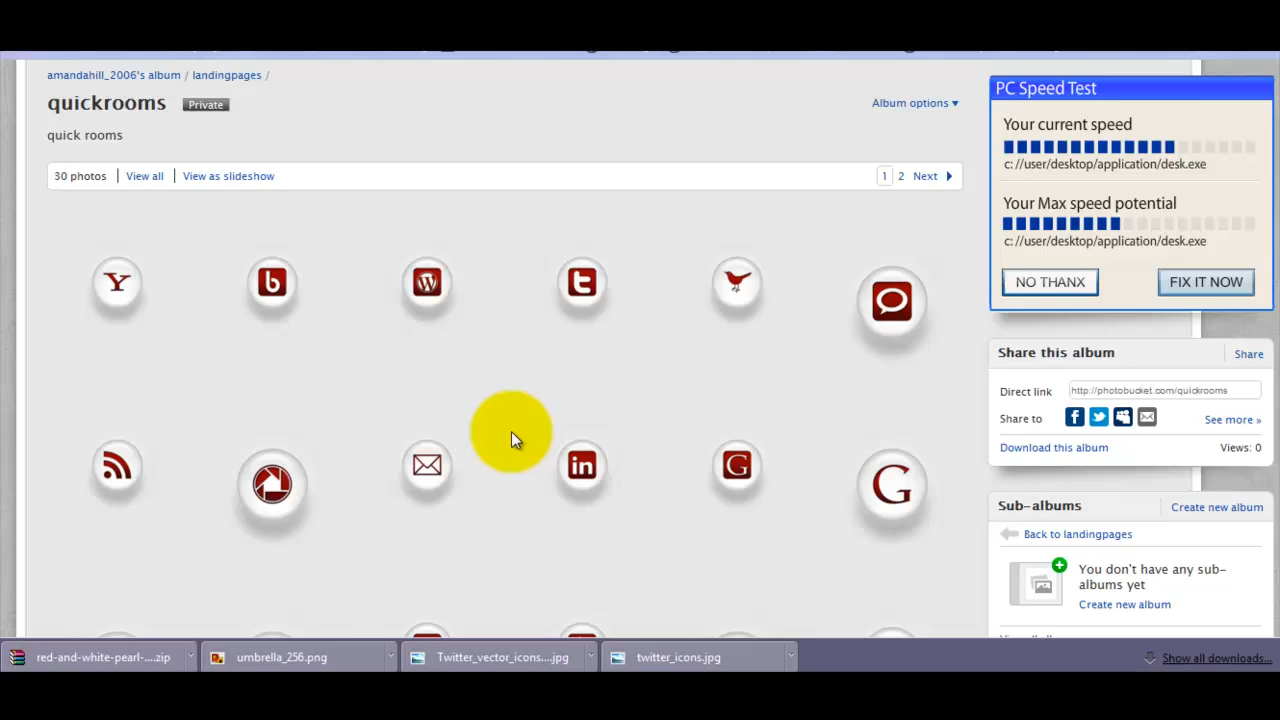 amandahill_2006's album / landingpages /
quickrooms Private
Album options
quick rooms
30 photos View all View as slideshow
1 2 Next
Y b W t
in G G
PC Speed Test
Your current speed
c://user/desktop/application/desk.exe
Your Max speed potential
c://user/desktop/application/desk.exe
NO THANX FIX IT NOW
Share this album Share
Direct link http://photobucket.com/quickrooms
Share to f See more »
Download this album Views: 0
Sub-albums Create new album
Back to landingpages
You don't have any sub-
albums yet
Create new album
red-and-white-pearl-....zip umbrella_256.png Twitter_vector_icons....jpg twitter_icons.jpg Show all downloads...